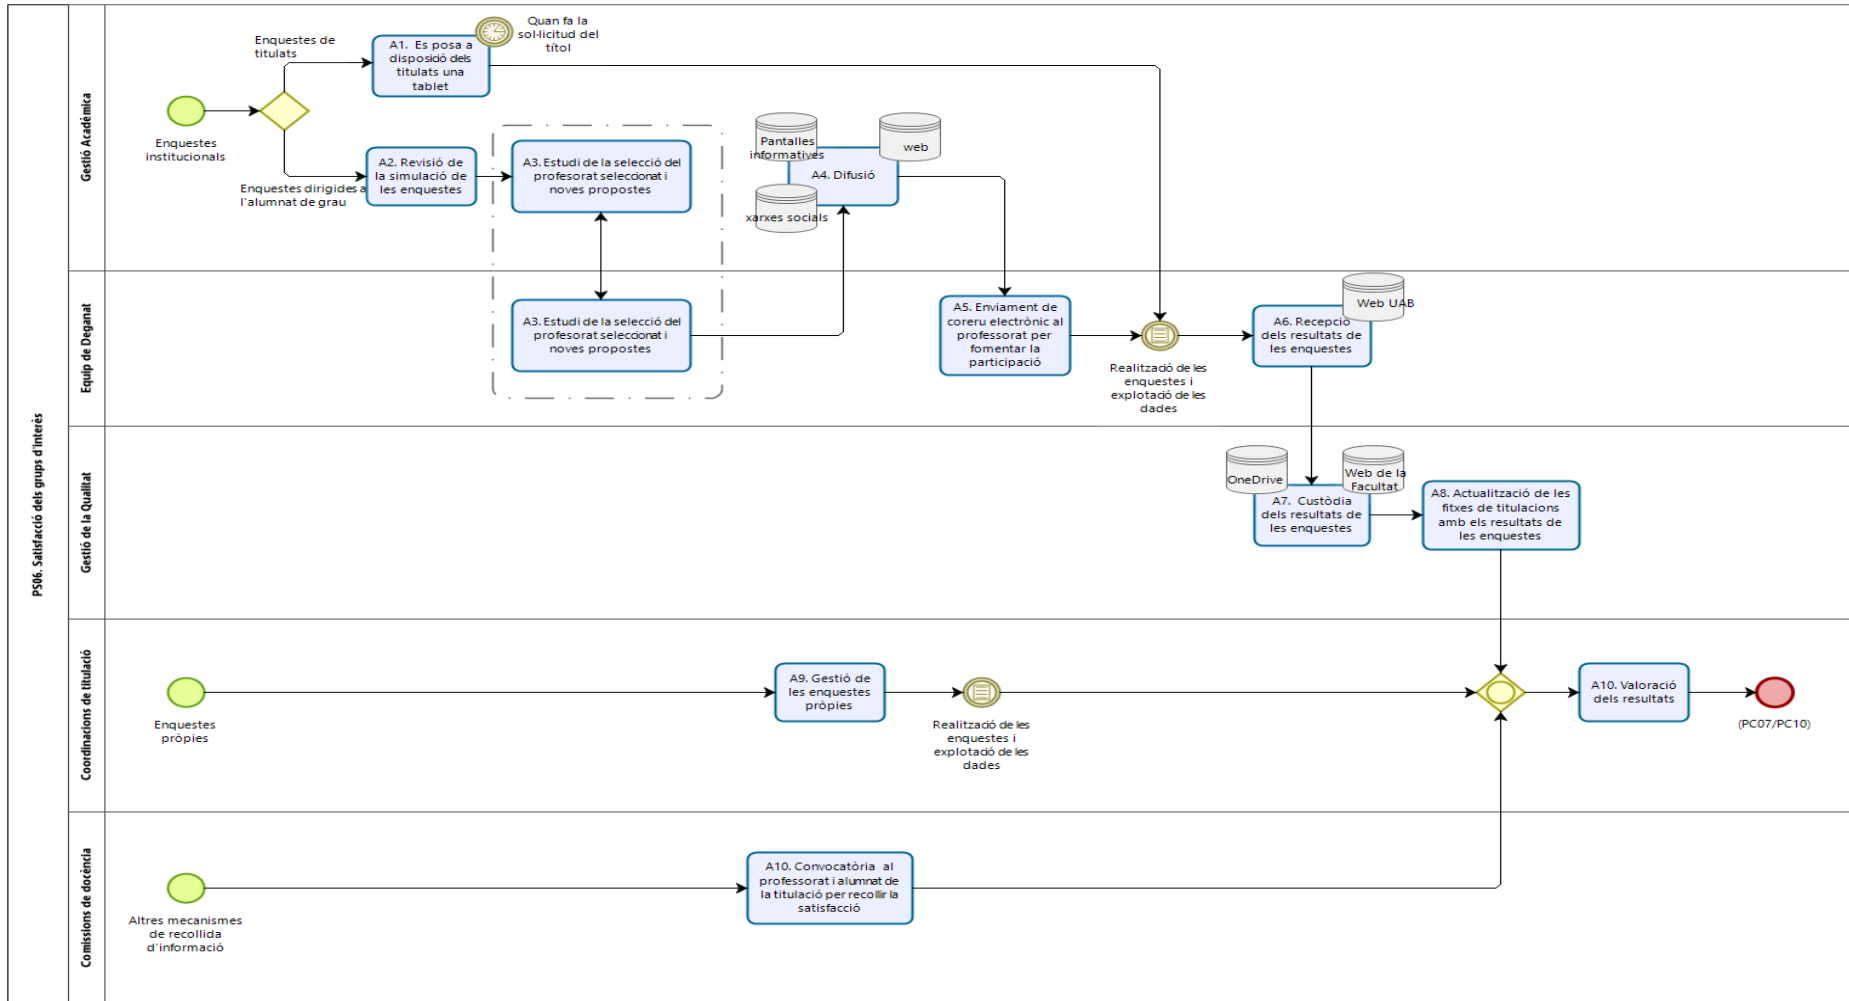 PS06. Satisfacció dels grups d'interès
Gestió Acadèmica
Enquestes
institucionals
Enquestes de
titulats
A1. Es posa a
disposició dels
titulats una
tablet
Quan fa la
sol·licitud del
títol
Enquestes dirigides a
l'alumnat de grau
A2. Revisió de
la simulació de
les enquestes
A3. Estudi de la selecció del
profesorat seleccionat i
noves propostes
Pantalles
informatives
web
xarxes socials
A4. Difusió
Equip de Deganat
A3. Estudi de la selecció del
profesorat seleccionat i
noves propostes
A5. Enviament de
coreru electrònic al
professorat per
fomentar la
participació
Realització de les
enquestes i
explotació de les
dades
Web UAB
A6. Recepció
dels resultats de
les enquestes
Gestió de la Qualitat
OneDrive
Web de la
Facultat
A7. Custòdia
dels resultats de
les enquestes
A8. Actualització de les
fitxes de titulacions
amb els resultats de
les enquestes
Coordinacions de titulació
Enquestes
pròpies
A9. Gestió de
les enquestes
pròpies
Realització de les
enquestes i
explotació de les
dades
A10. Valoració
dels resultats
(PC07/PC10)
Comissions de docència
Altres mecanismes
de recollida
d'informació
A10. Convocatòria al
professorat i alumnat de
la titulació per recollir la
satisfacció